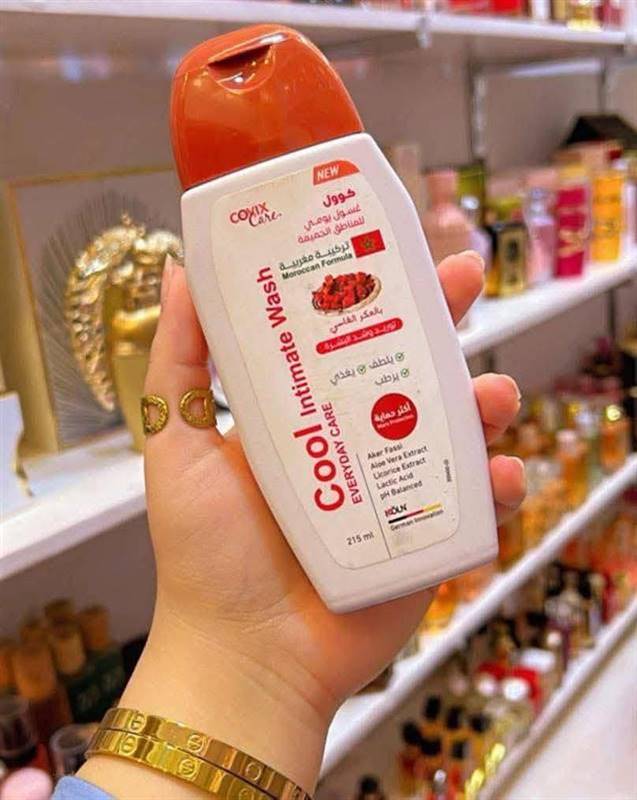 NEW
COVIX
Care
كوول
غسول يومي
للمناطق الحميمة
تركيبة مغربية
Moroccan Formula
بالعكر الفاسي
توريد وشد البشرة
يلطف
يغذي
يرطب
Cool Intimate Wash
EVERYDAY CARE
أكثر حماية
More Protection
Aker Fassi
Aloe Vera Extract
Licorice Extract
Lactic Acid
pH Balanced
KÖLN
German Innovation
215 ml